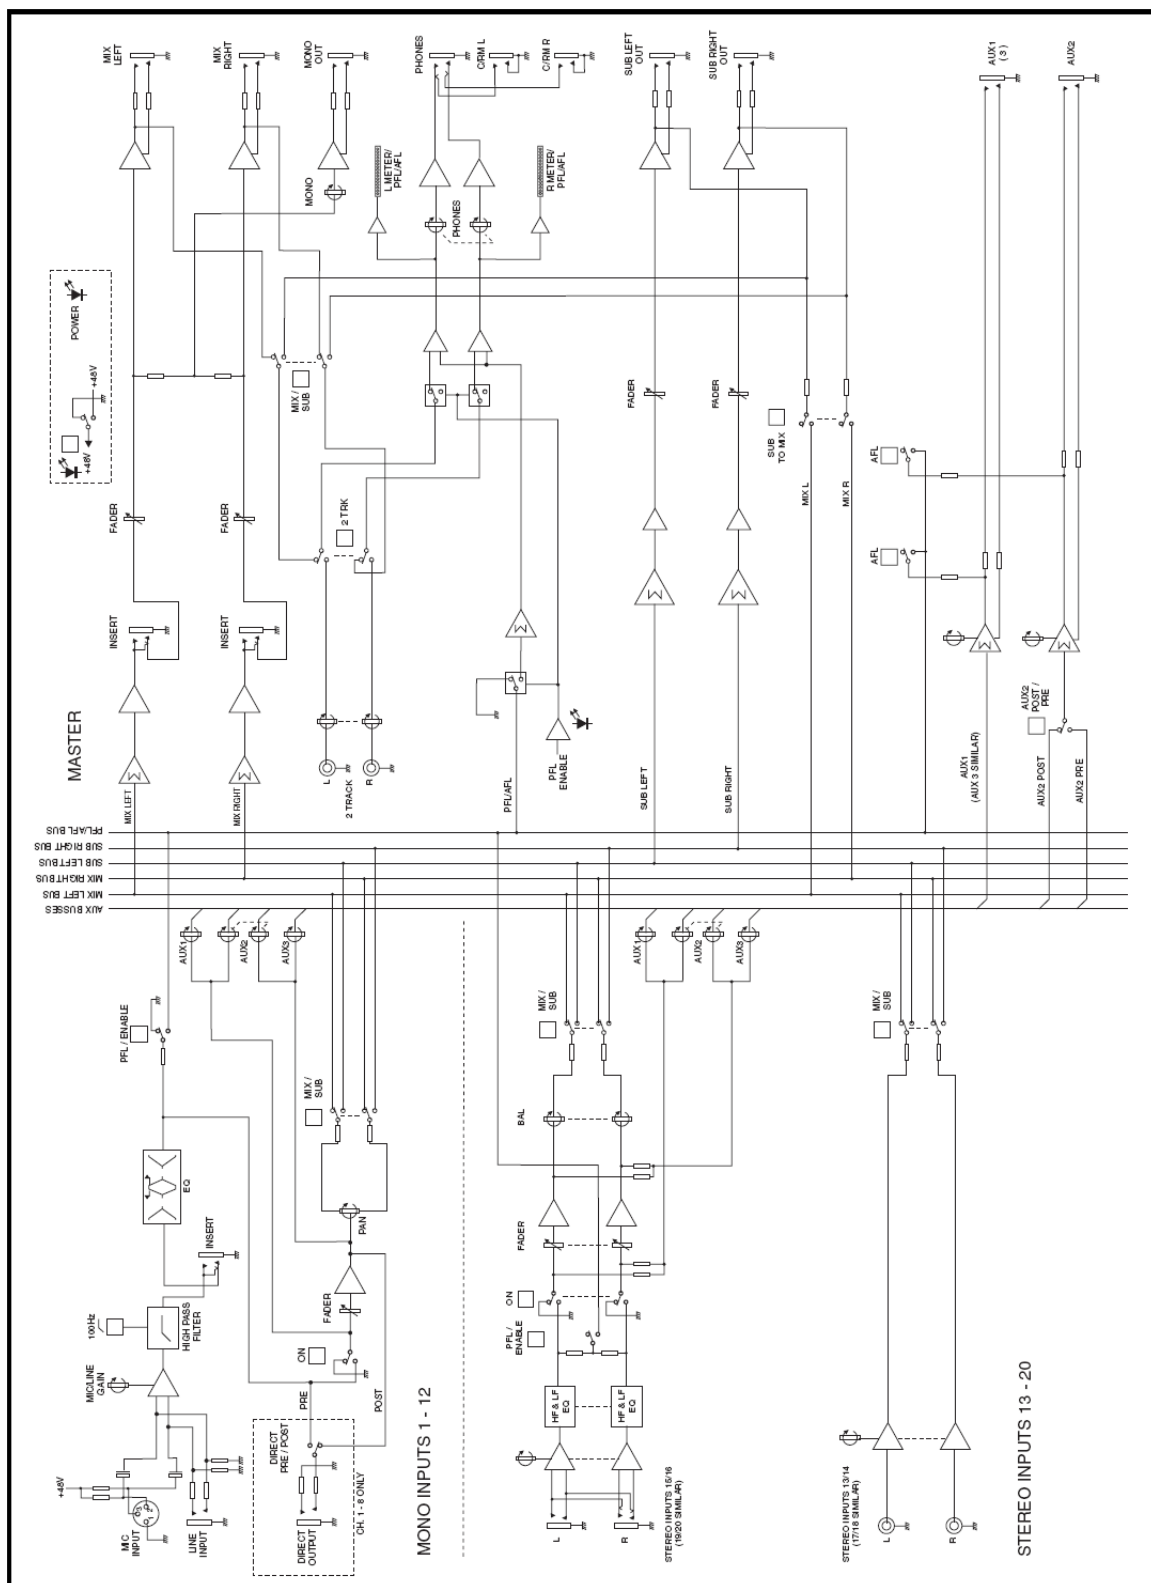 MIX
LEFT
MIX
RIGHT
MONO
OUT
PHONES
C/RM L
C/RM R
SUB LEFT
OUT
SUB RIGHT
OUT
AUX1
(3)
AUX2
POWER
+48V
+48V
MONO
L METER/
PFL/AFL
PHONES
R METER/
PFL/AFL
MIX /
SUB
FADER
FADER
SUB
TO MIX
AFL
AFL
FADER
FADER
2 TRK
MIX L
MIX R
INSERT
INSERT
MASTER
AUX2
POST /
PRE
L
R
2 TRACK
PFL/AFL
PFL
ENABLE
MIX LEFT
MIX RIGHT
SUB LEFT
SUB RIGHT
AUX1
(AUX 3 SIMILAR)
AUX2 POST
AUX2 PRE
PFL/AFL BUS
SUB RIGHT BUS
SUB LEFT BUS
MIX RIGHT BUS
MIX LEFT BUS
AUX BUSSES
AUX1
AUX2
AUX3
AUX1
AUX2
AUX3
PFL / ENABLE
MIX /
SUB
MIX /
SUB
MIX /
SUB
EQ
INSERT
PAN
BAL
FADER
FADER
100Hz
HIGH PASS
FILTER
ON
ON
PFL /
ENABLE
MIC/LINE
GAIN
PRE
POST
HF & LF
EQ
HF & LF
EQ
DIRECT
PRE / POST
+48V
3
2
1
MIC
INPUT
LINE
INPUT
DIRECT
OUTPUT
CH. 1 - 8 ONLY
MONO INPUTS 1 - 12
L
R
STEREO INPUTS 15/16
(19/20 SIMILAR)
STEREO INPUTS 13/14
(17/18 SIMILAR)
L
R
STEREO INPUTS 13 - 20